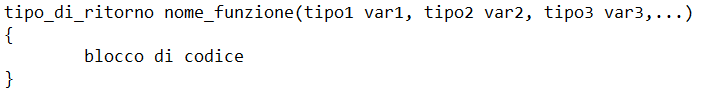 tipo_di_ritorno nome_funzione(tipo1 var1, tipo2 var2, tipo3 var3,...)
{
        blocco di codice
}